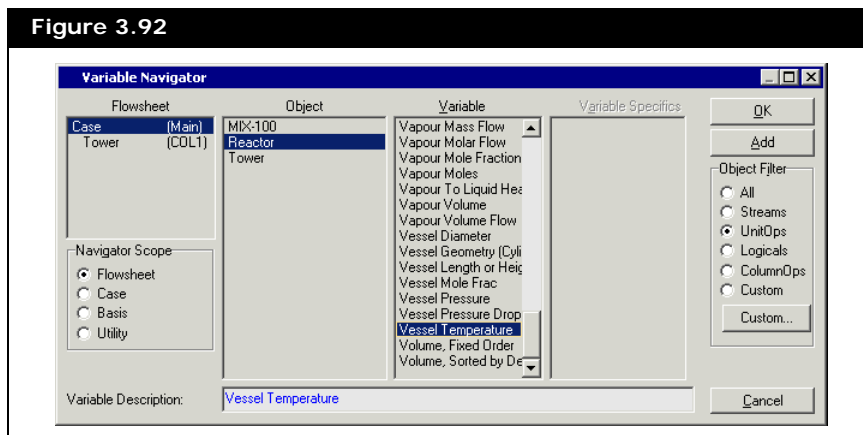 Figure 3.92
Variable Navigator
Flowsheet
Case (Main)
Tower (COL1)
Navigator Scope
Flowsheet
Case
Basis
Utility
Object
MIX-100
Reactor
Tower
Variable
Vapour Mass Flow
Vapour Molar Flow
Vapour Mole Fraction
Vapour Moles
Vapour To Liquid Hea
Vapour Volume
Vapour Volume Flow
Vessel Diameter
Vessel Geometry (Cyli
Vessel Length or Heig
Vessel Mole Frac
Vessel Pressure
Vessel Pressure Drop
Vessel Temperature
Volume, Fixed Order
Volume, Sorted by De
Variable Specifics
OK
Add
Object Filter
All
Streams
UnitOps
Logicals
ColumnOps
Custom
Custom...
Variable Description: Vessel Temperature
Cancel